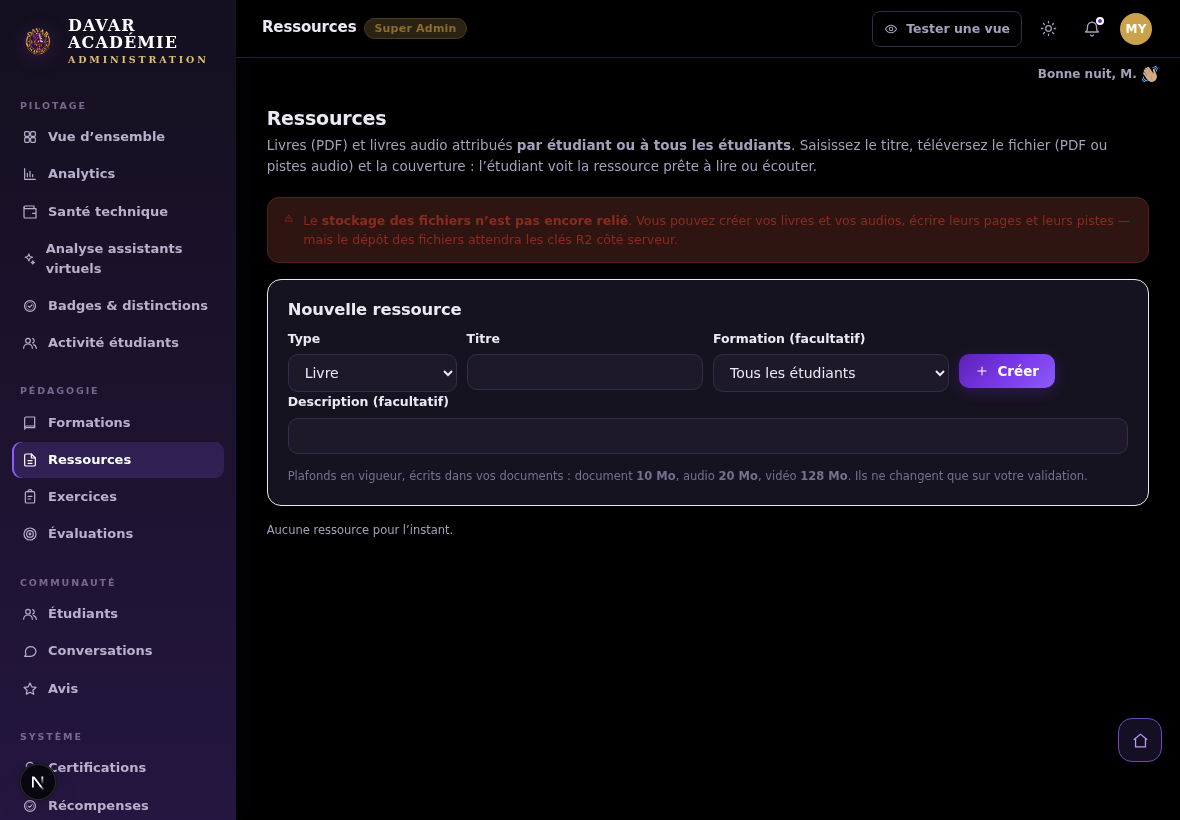 DAVAR
ACADÉMIE
ADMINISTRATION
PILOTAGE
Vue d’ensemble
Analytics
Santé technique
Analyse assistants
virtuels
Badges & distinctions
Activité étudiants
PÉDAGOGIE
Formations
Ressources
Exercices
Évaluations
COMMUNAUTÉ
Étudiants
Conversations
Avis
SYSTÈME
Certifications
N
Récompenses
Ressources
Super Admin
Tester une vue
MY
Bonne nuit, M. 👋🏽
Ressources
Livres (PDF) et livres audio attribués par étudiant ou à tous les étudiants. Saisissez le titre, téléversez le fichier (PDF ou
pistes audio) et la couverture : l’étudiant voit la ressource prête à lire ou écouter.
⚠ Le stockage des fichiers n’est pas encore relié. Vous pouvez créer vos livres et vos audios, écrire leurs pages et leurs pistes —
mais le dépôt des fichiers attendra les clés R2 côté serveur.
Nouvelle ressource
Type
Titre
Formation (facultatif)
Livre
Tous les étudiants
+ Créer
Description (facultatif)
Plafonds en vigueur, écrits dans vos documents : document 10 Mo, audio 20 Mo, vidéo 128 Mo. Ils ne changent que sur votre validation.
Aucune ressource pour l’instant.